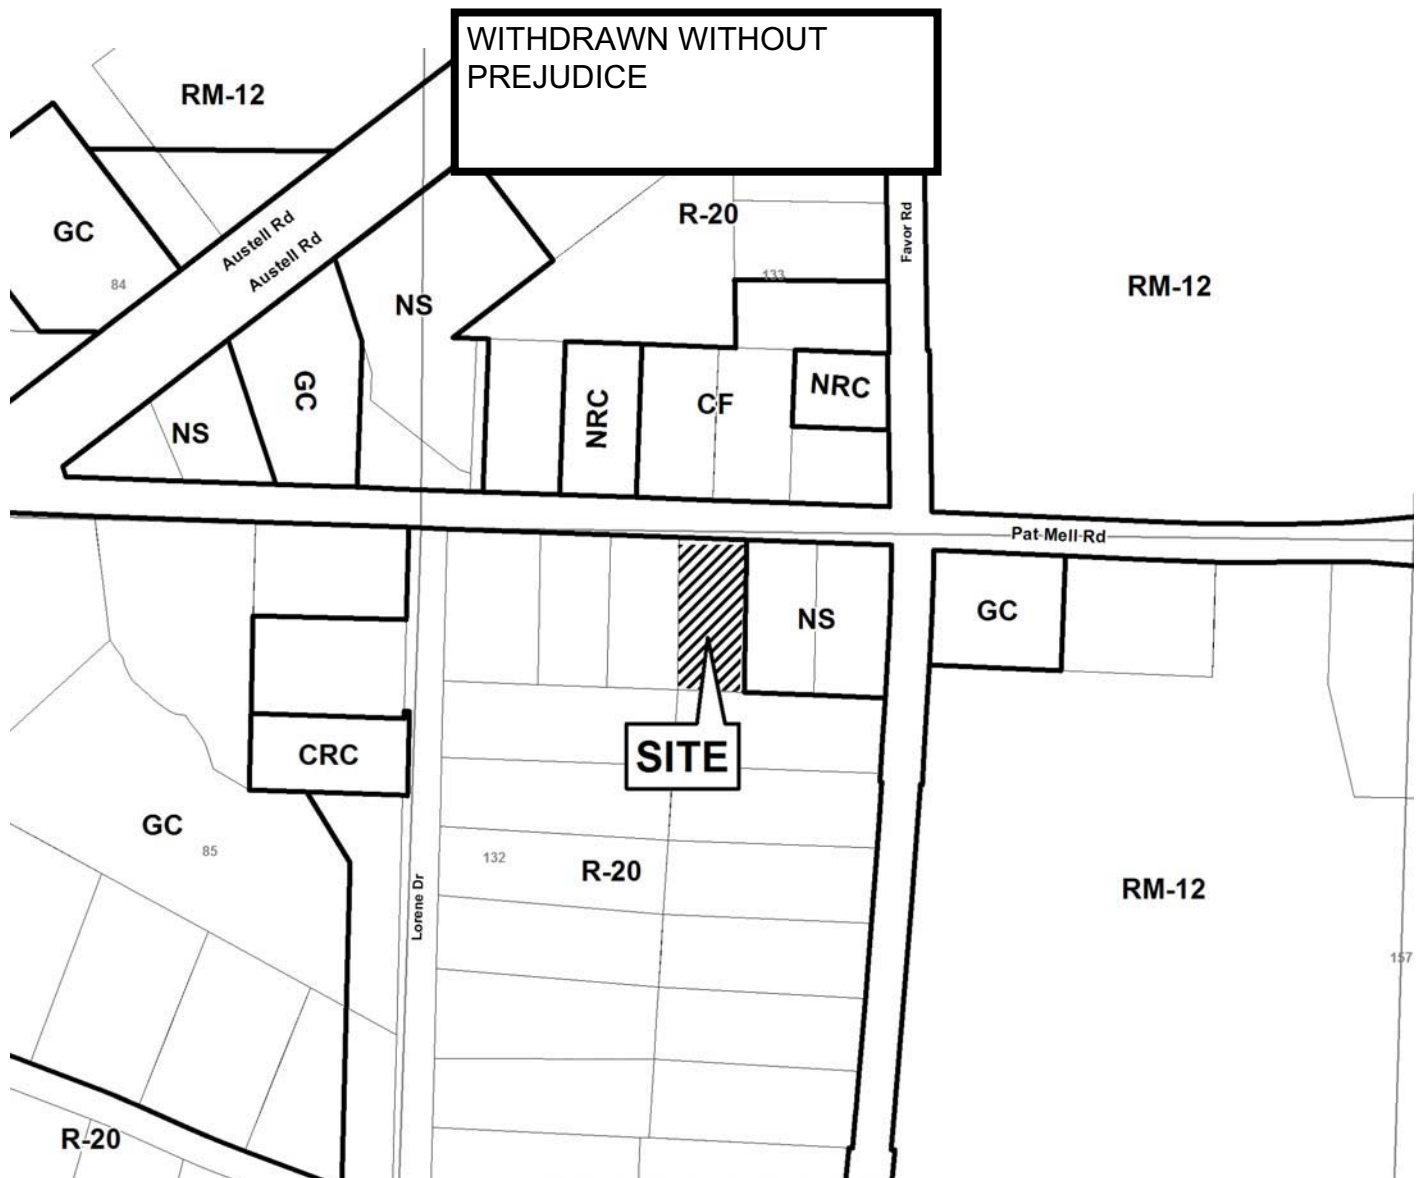 WITHDRAWN WITHOUT
PREJUDICE
RM-12
GC
84
Austell Rd
Austell Rd
R-20
133
Favor Rd
RM-12
NS
GC
NS
NRC
CF
NRC
Pat Mell Rd
NS
GC
SITE
CRC
GC
85
132
R-20
RM-12
Lorene Dr
157
R-20